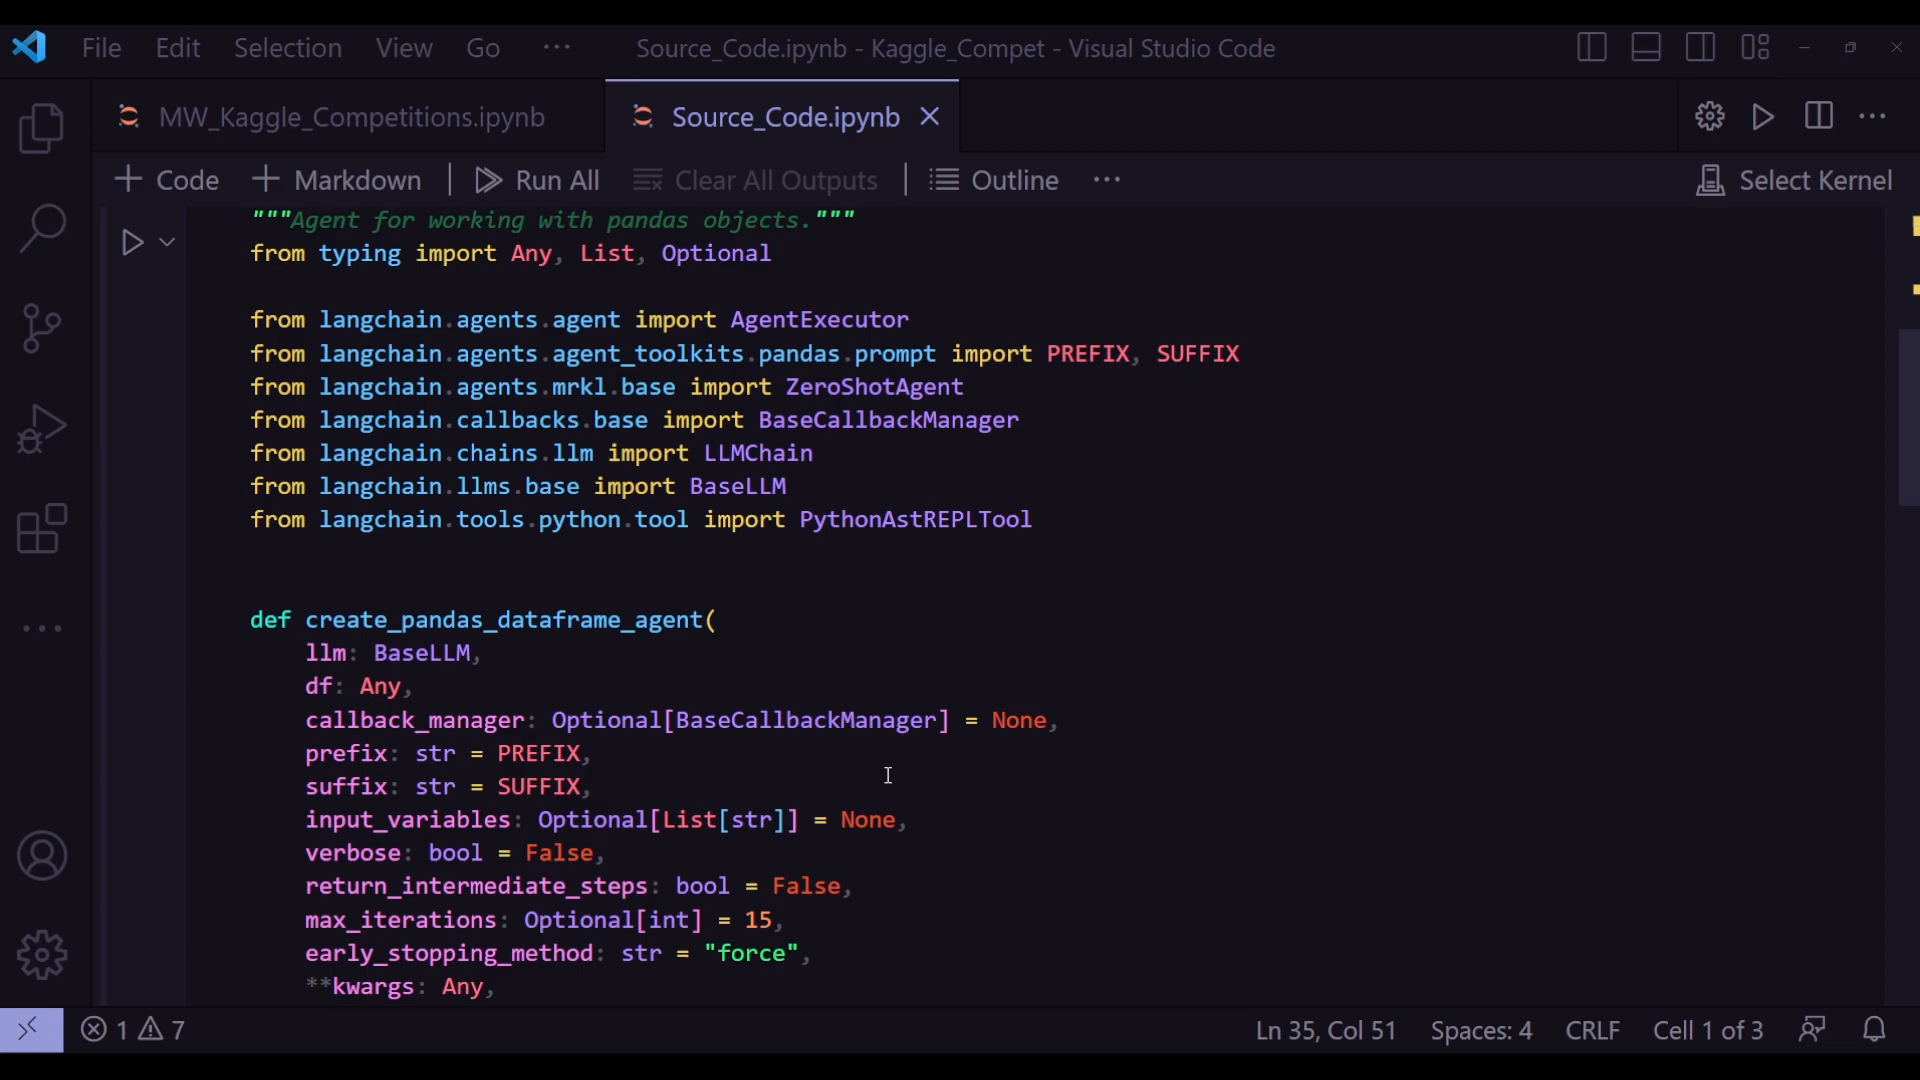 File Edit Selection View Go ··· Source_Code.ipynb - Kaggle_Compet - Visual Studio Code
MW_Kaggle_Competitions.ipynb Source_Code.ipynb
+ Code + Markdown Run All Clear All Outputs Outline ··· Select Kernel
"""Agent for working with pandas objects."""
from typing import Any, List, Optional
from langchain.agents.agent import AgentExecutor
from langchain.agents.agent_toolkits.pandas.prompt import PREFIX, SUFFIX
from langchain.agents.mrkl.base import ZeroShotAgent
from langchain.callbacks.base import BaseCallbackManager
from langchain.chains.llm import LLMChain
from langchain.llms.base import BaseLLM
from langchain.tools.python.tool import PythonAstREPLTool
def create_pandas_dataframe_agent(
llm: BaseLLM,
df: Any,
callback_manager: Optional[BaseCallbackManager] = None,
prefix: str = PREFIX,
suffix: str = SUFFIX,
input_variables: Optional[List[str]] = None,
verbose: bool = False,
return_intermediate_steps: bool = False,
max_iterations: Optional[int] = 15,
early_stopping_method: str = "force",
**kwargs: Any,
1 7 Ln 35, Col 51 Spaces: 4 CRLF Cell 1 of 3